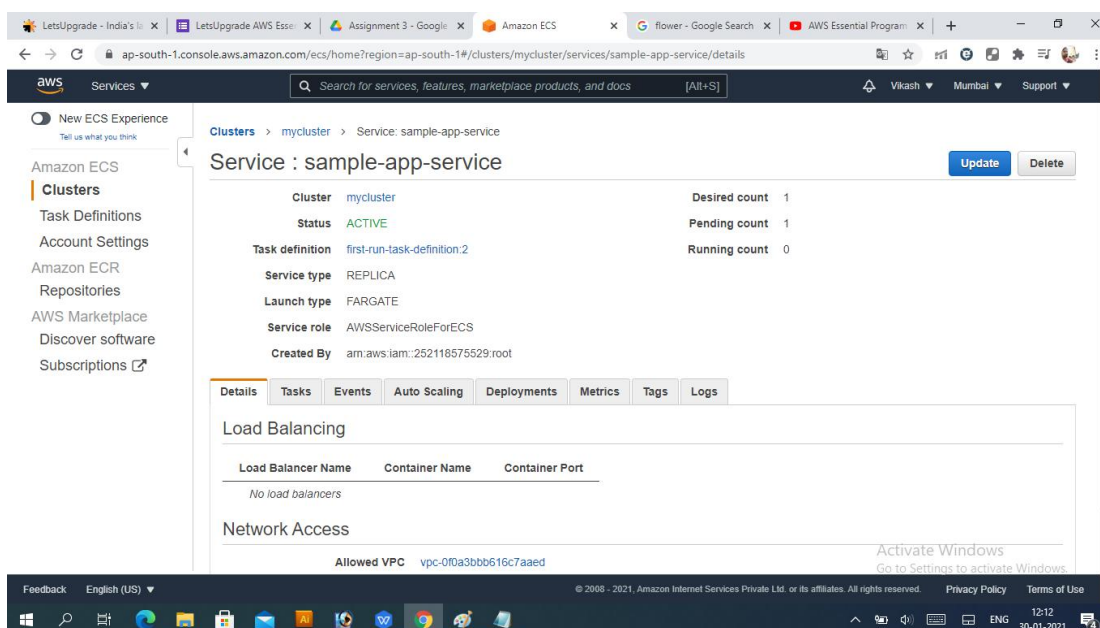 LetsUpgrade - India's la
LetsUpgrade AWS Esse
Assignment 3 - Google
Amazon ECS
flower - Google Search
AWS Essential Program
ap-south-1.console.aws.amazon.com/ecs/home?region=ap-south-1#/clusters/mycluster/services/sample-app-service/details
aws Services Search for services, features, marketplace products, and docs [Alt+S] Vikash Mumbai Support
New ECS Experience
Tell us what you think
Amazon ECS
Clusters
Task Definitions
Account Settings
Amazon ECR
Repositories
AWS Marketplace
Discover software
Subscriptions
Clusters > mycluster > Service: sample-app-service
Service : sample-app-service
Update Delete
Cluster mycluster
Status ACTIVE
Task definition first-run-task-definition:2
Service type REPLICA
Launch type FARGATE
Service role AWSServiceRoleForECS
Created By arn:aws:iam::252118575529:root
Desired count 1
Pending count 1
Running count 0
Details Tasks Events Auto Scaling Deployments Metrics Tags Logs
Load Balancing
Load Balancer Name Container Name Container Port
No load balancers
Network Access
Allowed VPC vpc-0f0a3bbb616c7aaed
Activate Windows
Go to Settings to activate Windows.
Feedback English (US) © 2008 - 2021, Amazon Internet Services Private Ltd. or its affiliates. All rights reserved. Privacy Policy Terms of Use
Ai
ENG
12:12
30-01-2021
4